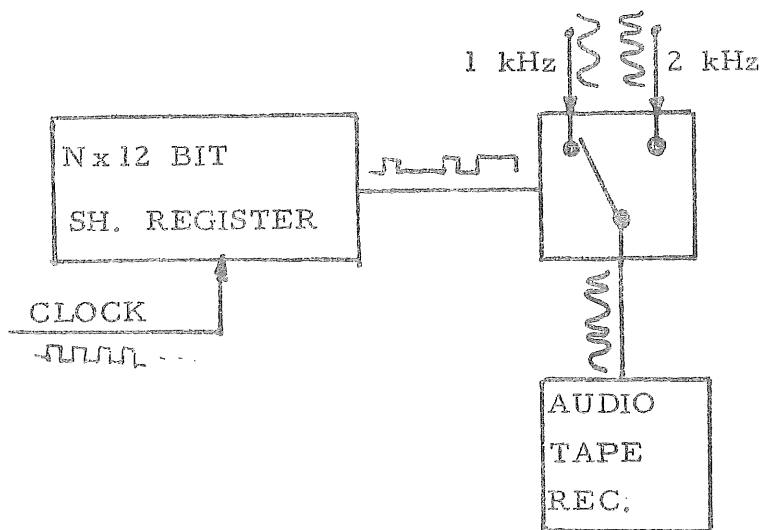 1 kHz
2 kHz
N x 12 BIT
SH. REGISTER
CLOCK
AUDIO
TAPE
REC.